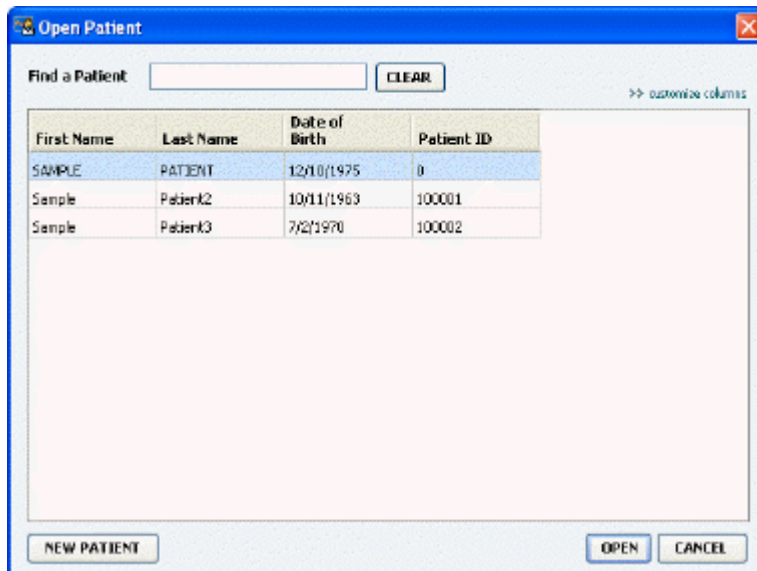 Open Patient
Find a Patient CLEAR
>> customize columns
First Name Last Name Date of Birth Patient ID
SAMPLE PATIENT 12/10/1975 0
Sample Patient2 10/11/1963 100001
Sample Patient3 7/2/1970 100002
NEW PATIENT OPEN CANCEL